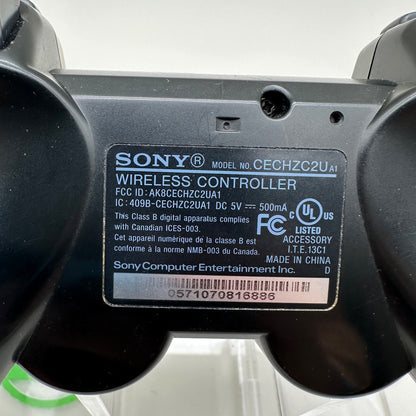 SONY® MODEL NO. CECHZC2U A1
WIRELESS CONTROLLER
FCC ID: AK8CECHZC2UA1
IC: 409B-CECHZC2UA1 DC 5V ⎓ 500mA
This Class B digital apparatus complies
with Canadian ICES-003.
Cet appareil numérique de la classe B est
conforme à la norme NMB-003 du Canada.
FC
c UL US
LISTED
ACCESSORY
I.T.E.13C1
MADE IN CHINA
Sony Computer Entertainment Inc. D
0571070816886